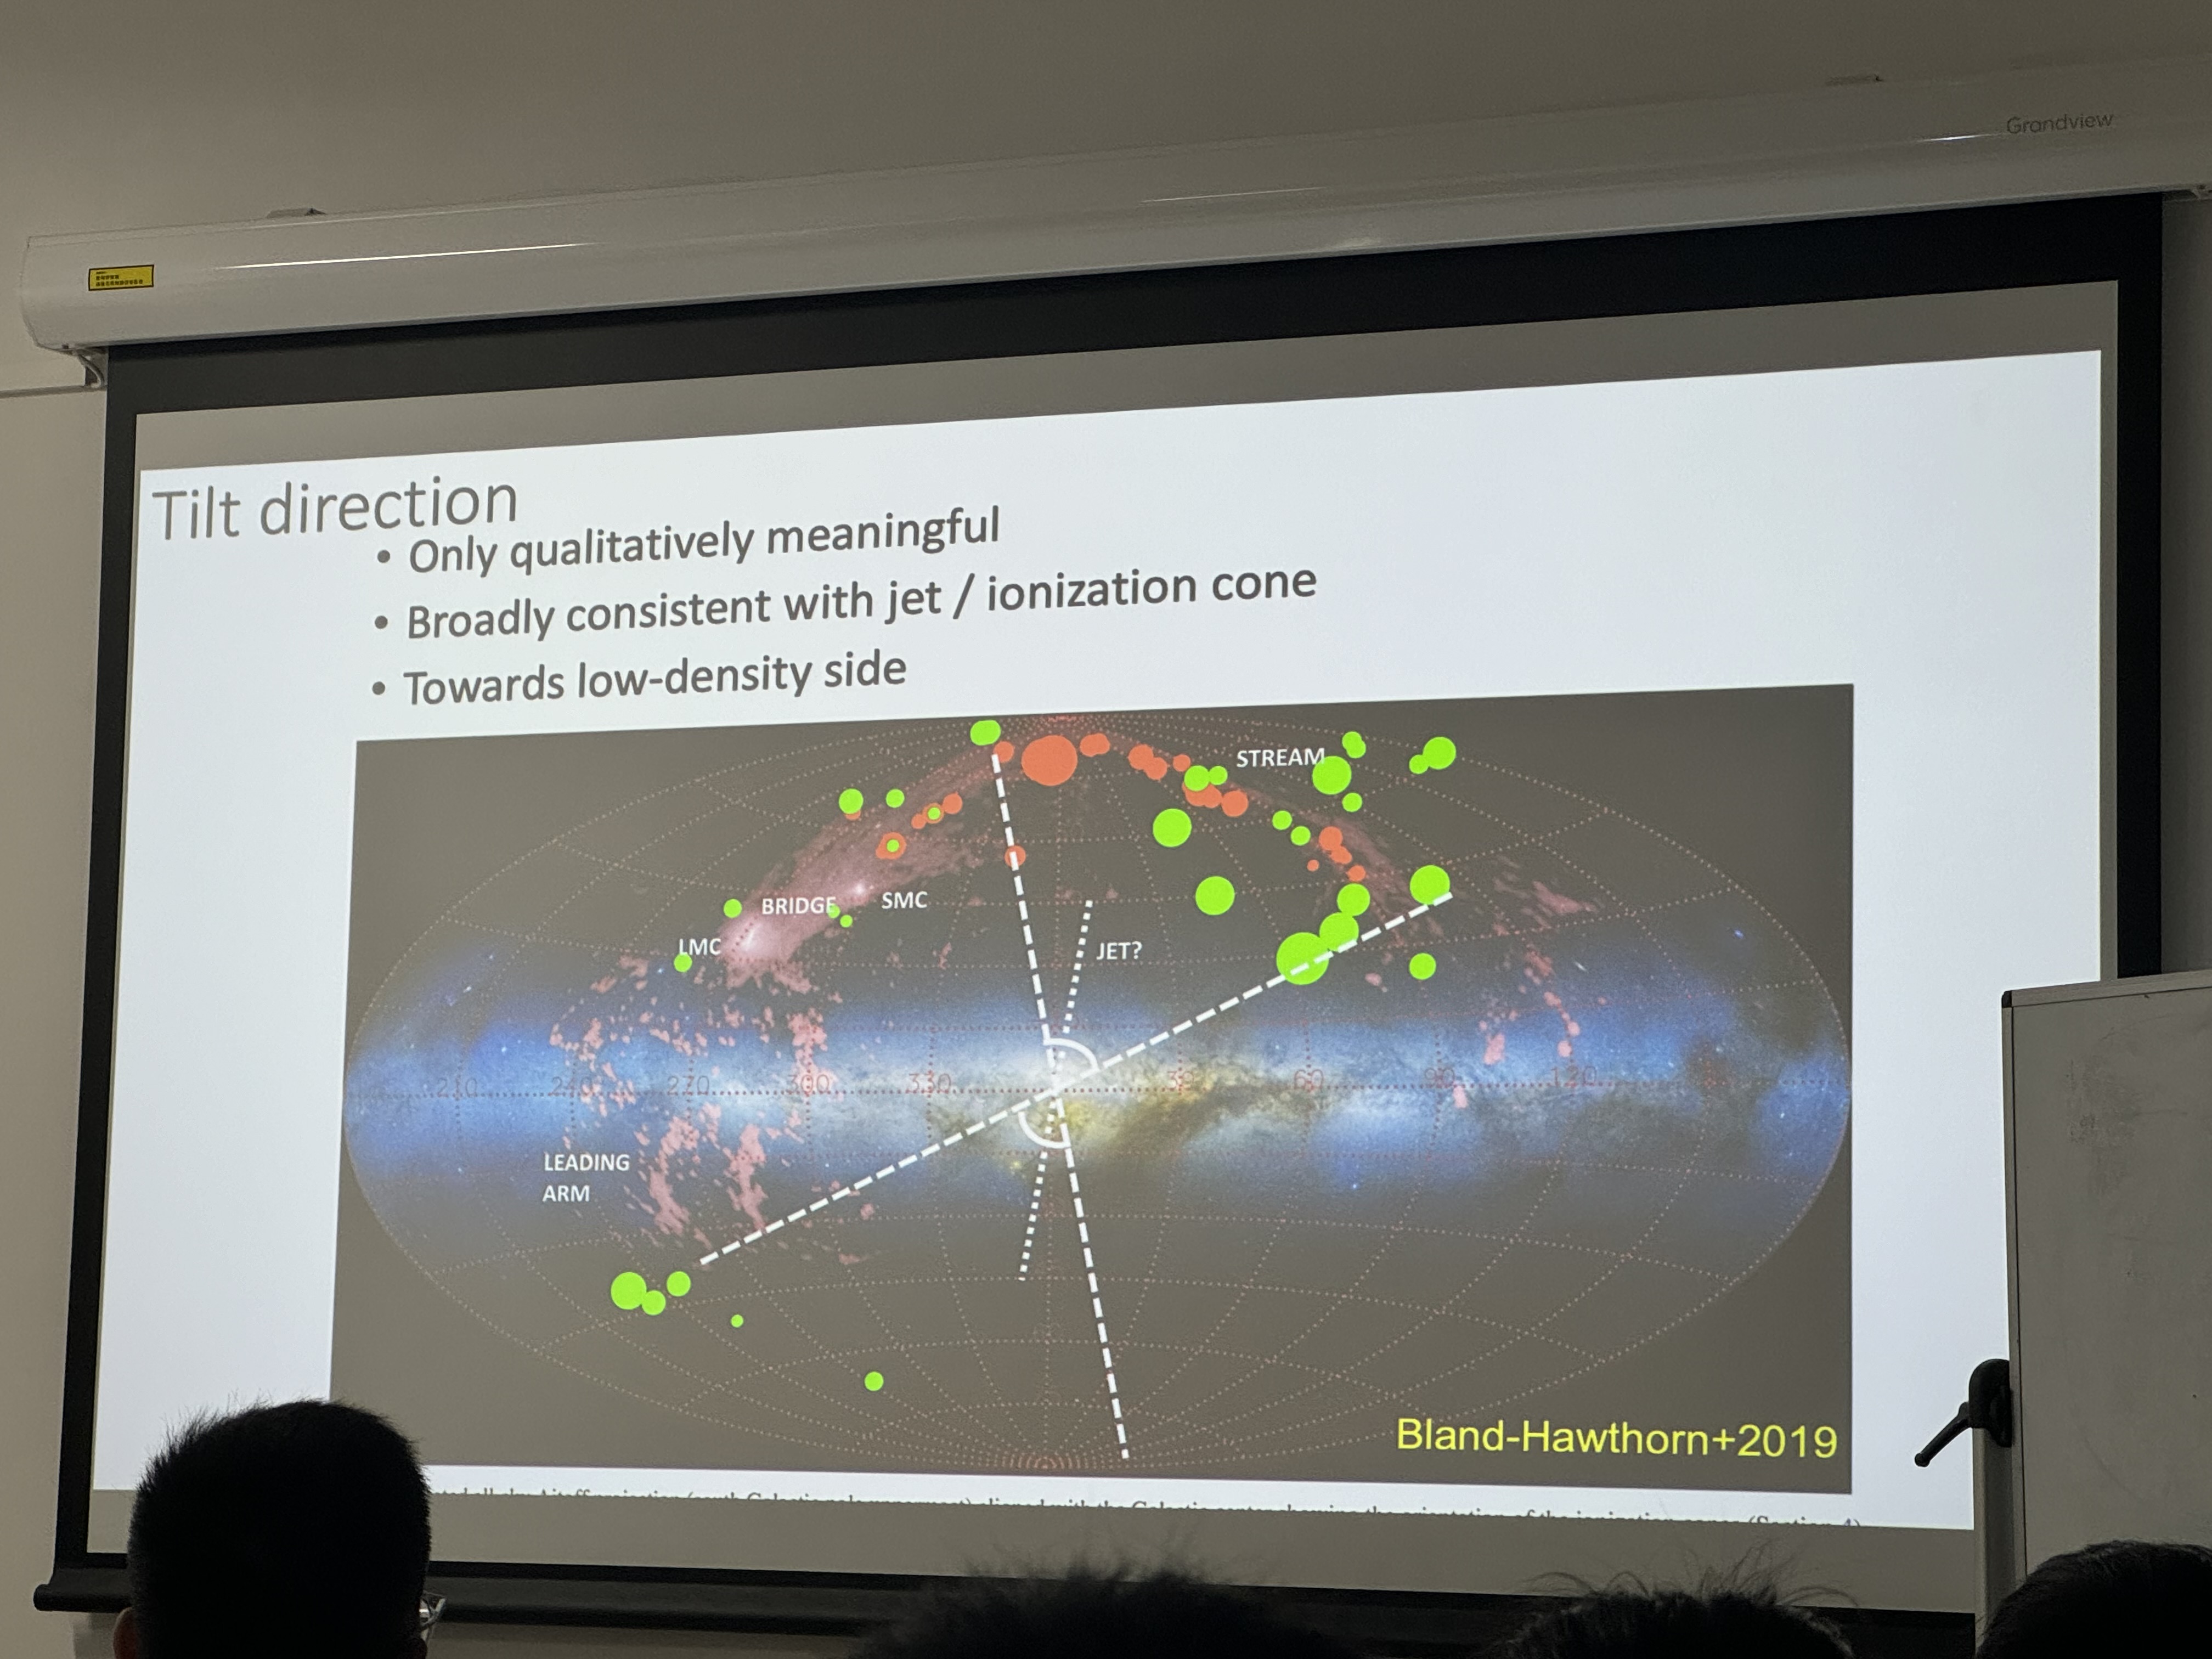 Grandview
Tilt direction
• Only qualitatively meaningful
• Broadly consistent with jet / ionization cone
• Towards low-density side
STREAM
BRIDGE
SMC
LMC
JET?
210
240
270
300
330
30
60
90
120
LEADING
ARM
Bland-Hawthorn+2019